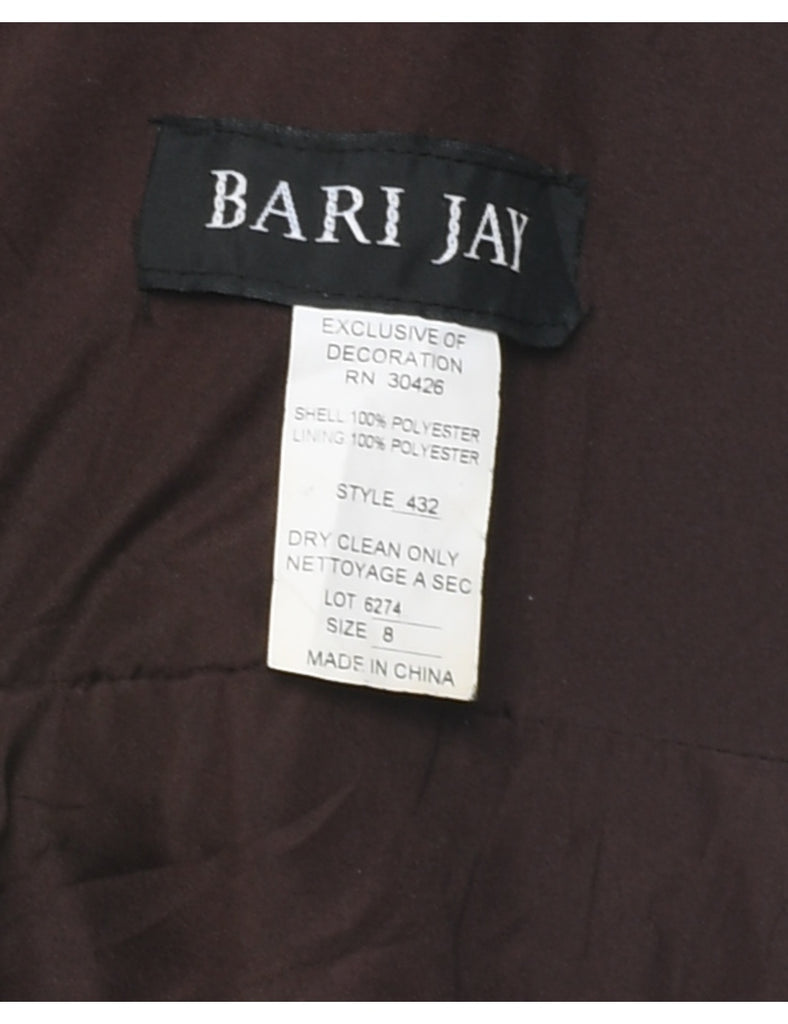 BARI JAY
EXCLUSIVE OF
DECORATION
RN 30426
SHELL 100% POLYESTER
LINING 100% POLYESTER
STYLE 432
DRY CLEAN ONLY
NETTOYAGE A SEC
LOT 6274
SIZE 8
MADE IN CHINA